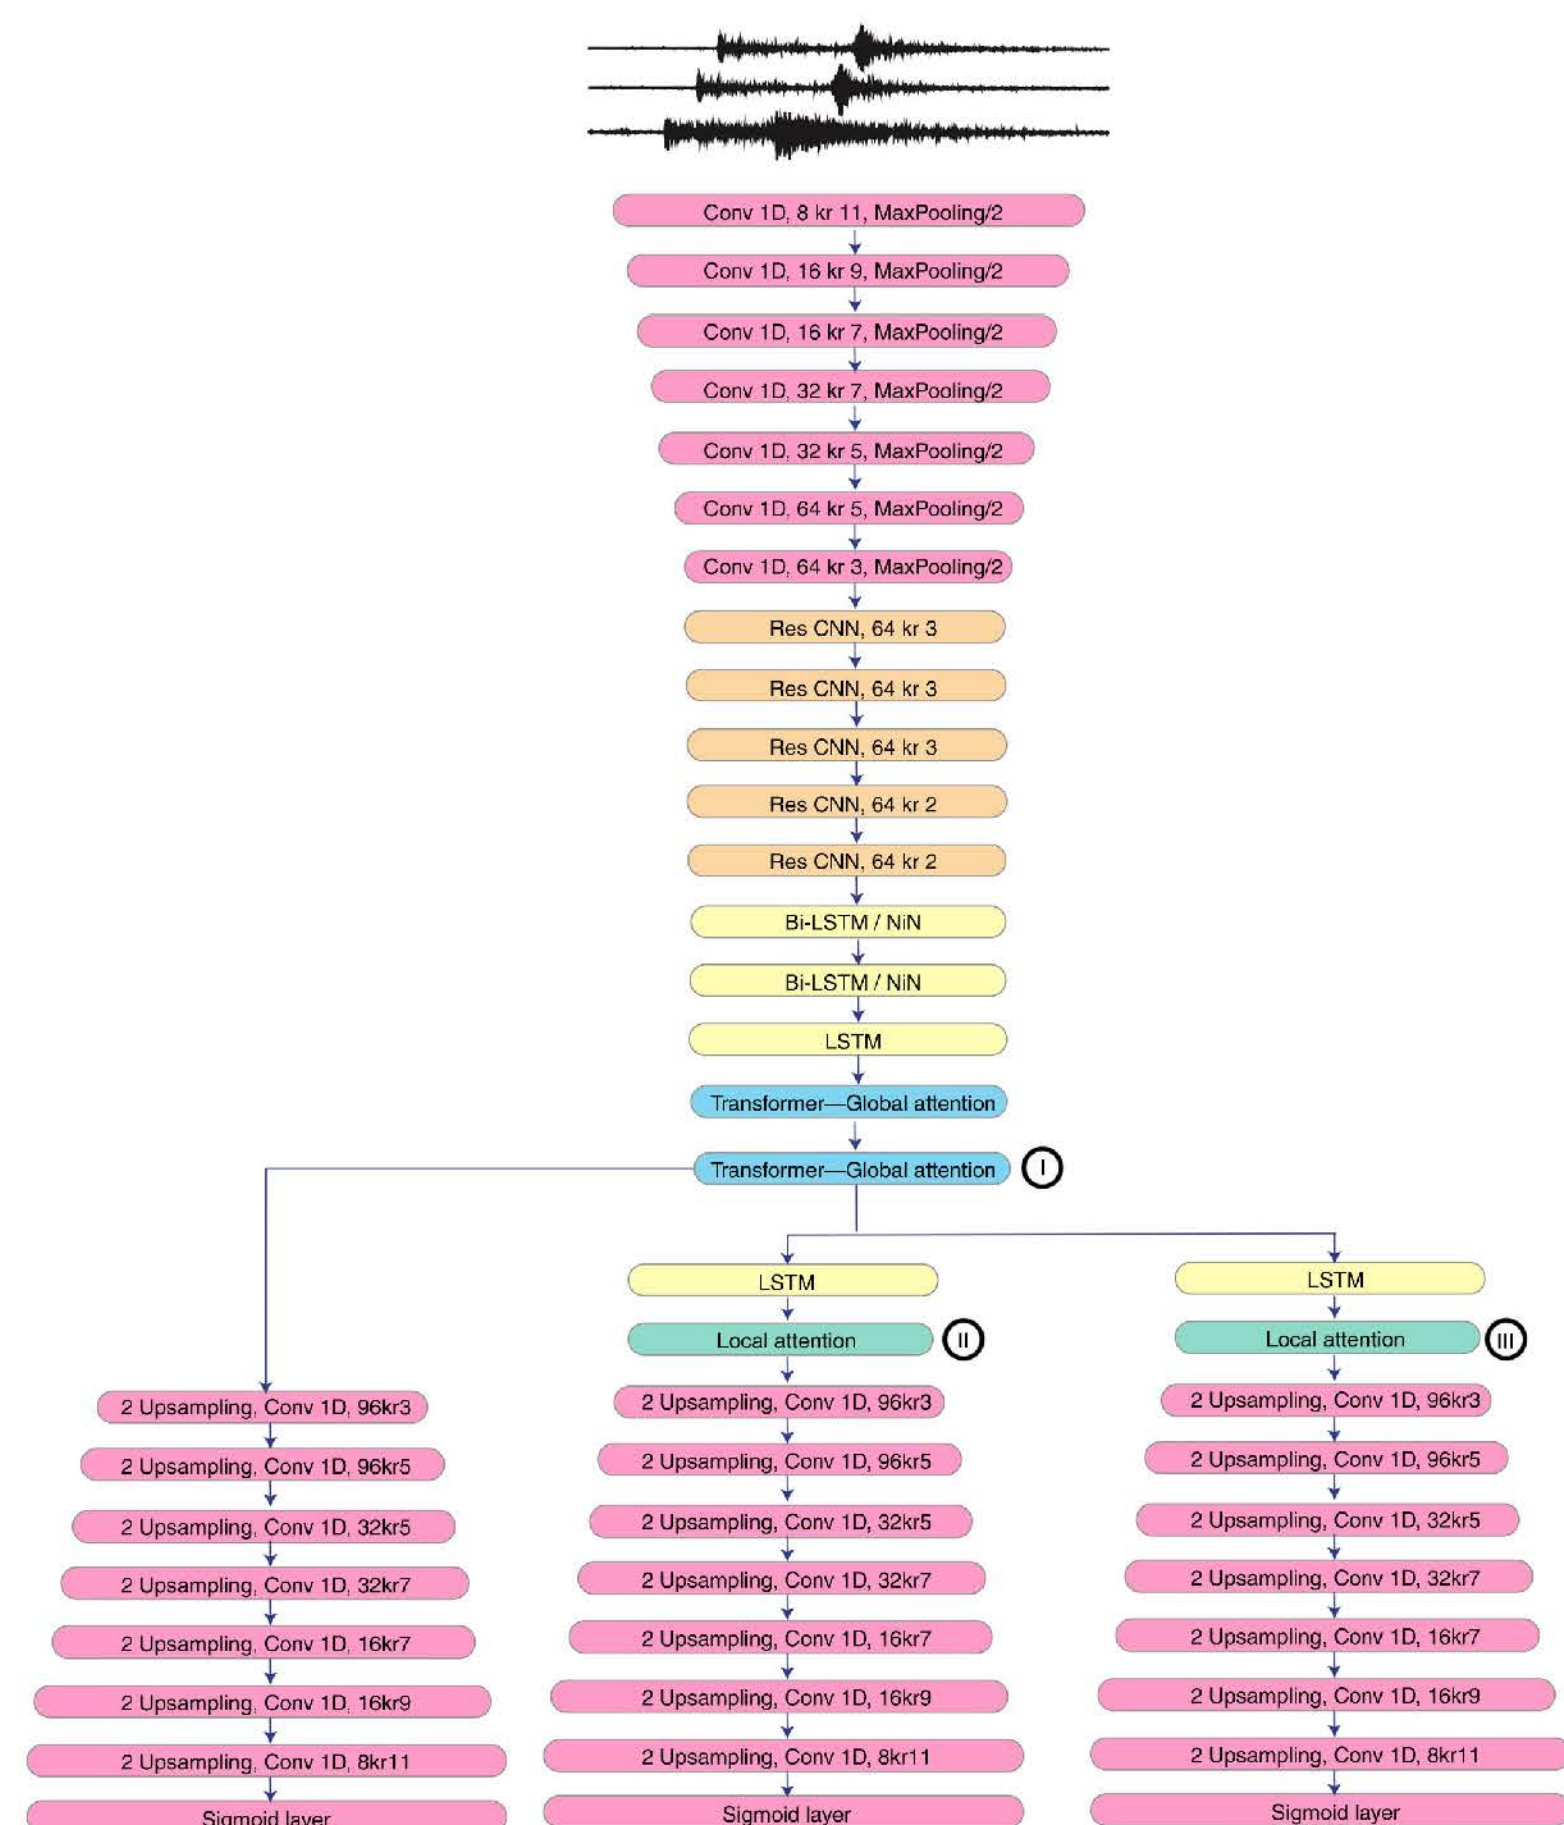 Conv 1D, 8 kr 11, MaxPooling/2
Conv 1D, 16 kr 9, MaxPooling/2
Conv 1D, 16 kr 7, MaxPooling/2
Conv 1D, 32 kr 7, MaxPooling/2
Conv 1D, 32 kr 5, MaxPooling/2
Conv 1D, 64 kr 5, MaxPooling/2
Conv 1D, 64 kr 3, MaxPooling/2
Res CNN, 64 kr 3
Res CNN, 64 kr 3
Res CNN, 64 kr 3
Res CNN, 64 kr 2
Res CNN, 64 kr 2
Bi-LSTM / NiN
Bi-LSTM / NiN
LSTM
Transformer—Global attention
Transformer—Global attention
I
2 Upsampling, Conv 1D, 96kr3
2 Upsampling, Conv 1D, 96kr5
2 Upsampling, Conv 1D, 32kr5
2 Upsampling, Conv 1D, 32kr7
2 Upsampling, Conv 1D, 16kr7
2 Upsampling, Conv 1D, 16kr9
2 Upsampling, Conv 1D, 8kr11
Sigmoid layer
LSTM
Local attention
II
2 Upsampling, Conv 1D, 96kr3
2 Upsampling, Conv 1D, 96kr5
2 Upsampling, Conv 1D, 32kr5
2 Upsampling, Conv 1D, 32kr7
2 Upsampling, Conv 1D, 16kr7
2 Upsampling, Conv 1D, 16kr9
2 Upsampling, Conv 1D, 8kr11
Sigmoid layer
LSTM
Local attention
III
2 Upsampling, Conv 1D, 96kr3
2 Upsampling, Conv 1D, 96kr5
2 Upsampling, Conv 1D, 32kr5
2 Upsampling, Conv 1D, 32kr7
2 Upsampling, Conv 1D, 16kr7
2 Upsampling, Conv 1D, 16kr9
2 Upsampling, Conv 1D, 8kr11
Sigmoid layer